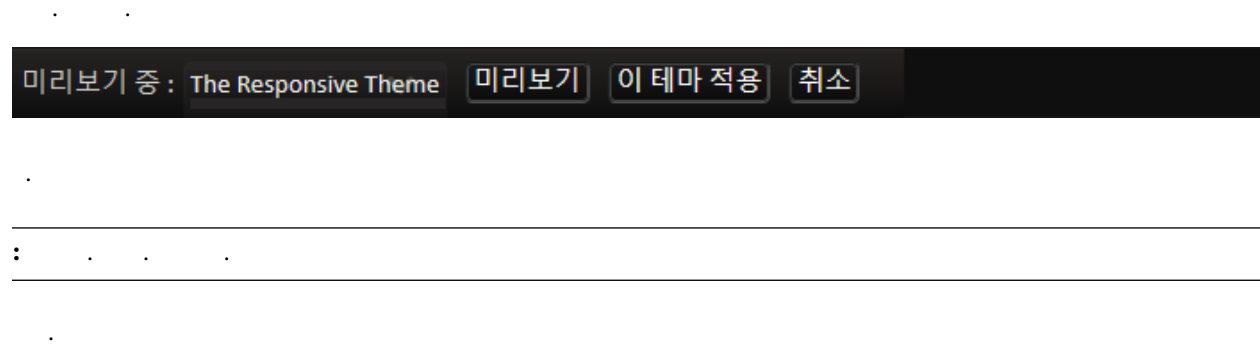 . .
미리보기 중 : The Responsive Theme 미리보기 이 테마 적용 취소
.
: . . .
.